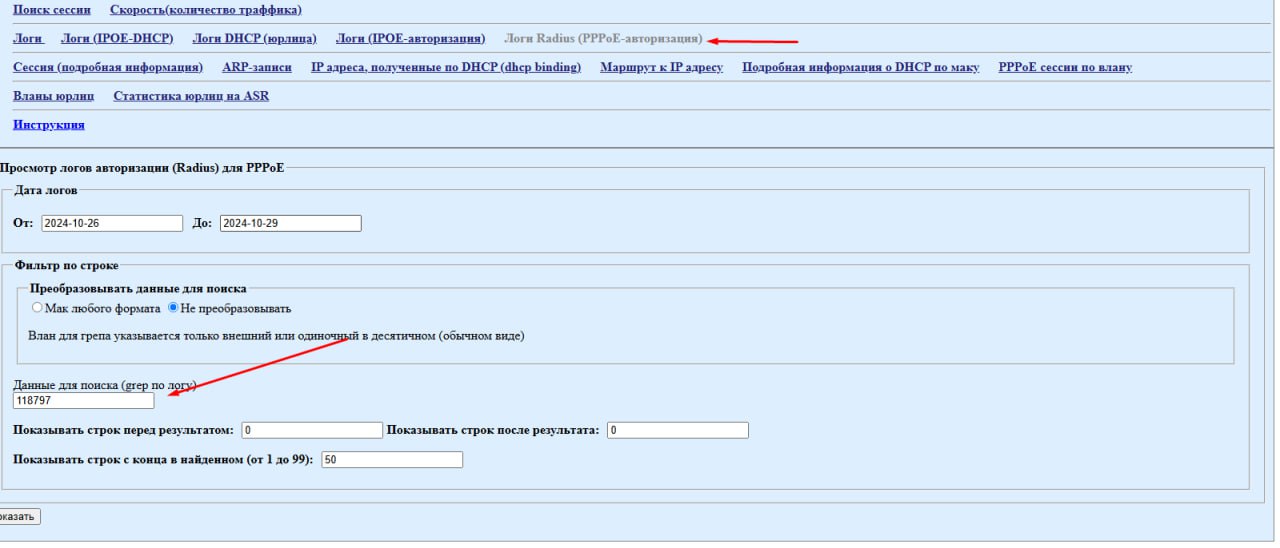 Поиск сессии Скорость(количество траффика)
Логи Логи (IPOE-DHCP) Логи DHCP (юрлица) Логи (IPOE-авторизация) Логи Radius (PPPoE-авторизация)
Сессия (подробная информация) ARP-записи IP адреса, полученные по DHCP (dhcp binding) Маршрут к IP адресу Подробная информация о DHCP по маку PPPoE сессии по влану
Вланы юрлиц Статистика юрлиц на ASR
Инструкция
Просмотр логов авторизации (Radius) для PPPoE
Дата логов
От: 2024-10-26 До: 2024-10-29
Фильтр по строке
Преобразовывать данные для поиска
Мак любого формата Не преобразовывать
Влан для грепа указывается только внешний или одиночный в десятичном (обычном виде)
Данные для поиска (grep по логу)
118797
Показывать строк перед результатом: 0 Показывать строк после результата: 0
Показывать строк с конца в найденном (от 1 до 99): 50
оказать